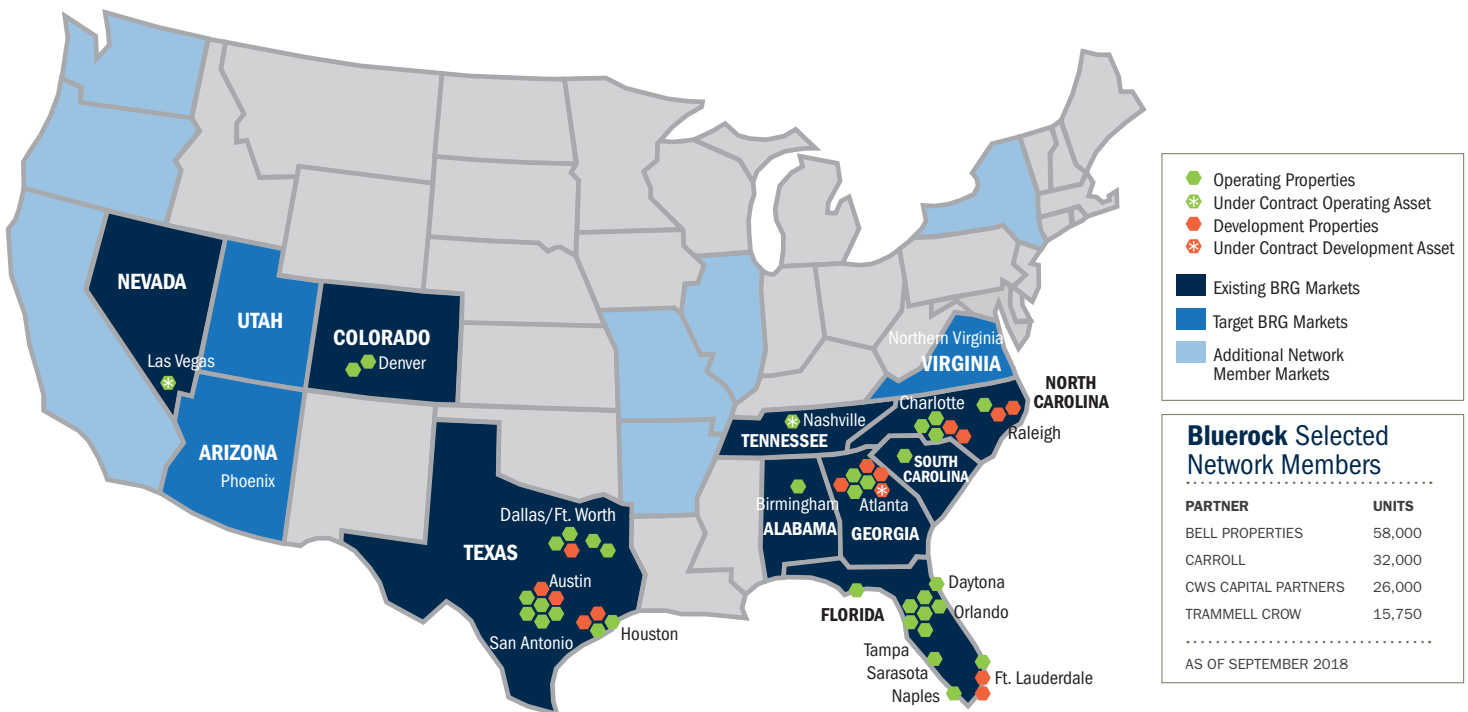 NEVADA
Las Vegas
UTAH
COLORADO
Denver
ARIZONA
Phoenix
Northern Virginia
VIRGINIA
NORTH
CAROLINA
Charlotte
Raleigh
Nashville
TENNESSEE
SOUTH
CAROLINA
Birmingham
ALABAMA
Atlanta
GEORGIA
Dallas/Ft. Worth
TEXAS
Austin
San Antonio
Houston
FLORIDA
Daytona
Orlando
Tampa
Sarasota
Naples
Ft. Lauderdale
Operating Properties
Under Contract Operating Asset
Development Properties
Under Contract Development Asset
Existing BRG Markets
Target BRG Markets
Additional Network
Member Markets
Bluerock Selected
Network Members
PARTNER UNITS
BELL PROPERTIES 58,000
CARROLL 32,000
CWS CAPITAL PARTNERS 26,000
TRAMMELL CROW 15,750
AS OF SEPTEMBER 2018